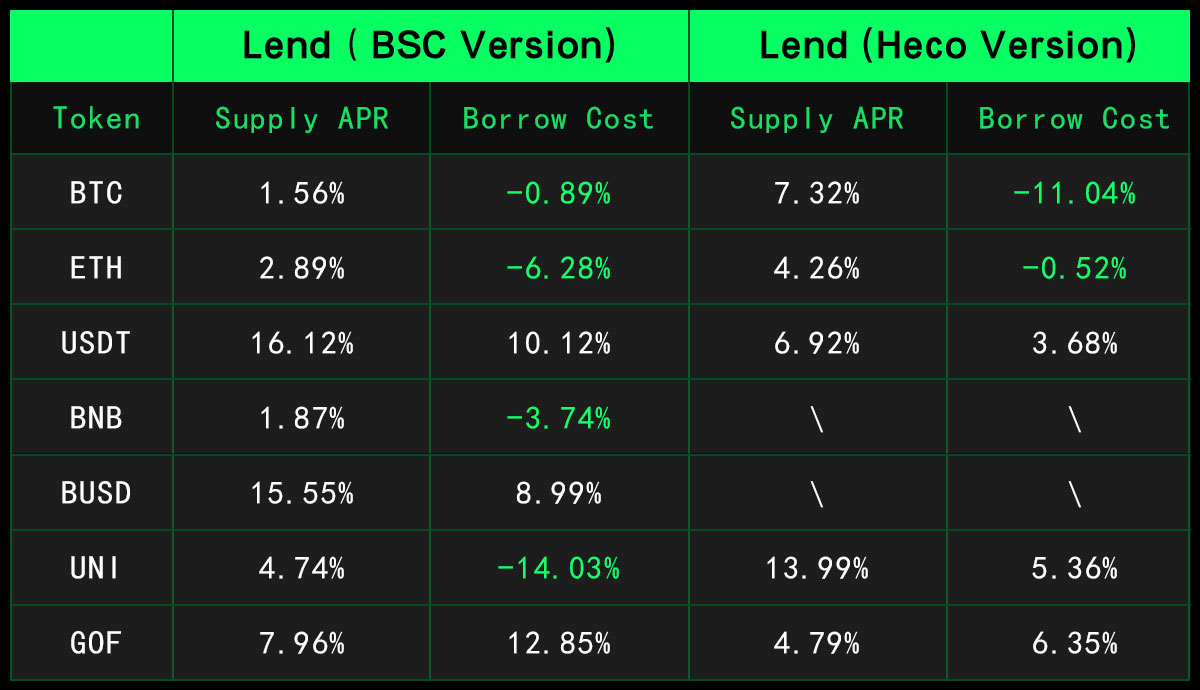 Lend ( BSC Version) Lend (Heco Version)
Token Supply APR Borrow Cost Supply APR Borrow Cost
BTC 1.56% -0.89% 7.32% -11.04%
ETH 2.89% -6.28% 4.26% -0.52%
USDT 16.12% 10.12% 6.92% 3.68%
BNB 1.87% -3.74% \ \
BUSD 15.55% 8.99% \ \
UNI 4.74% -14.03% 13.99% 5.36%
GOF 7.96% 12.85% 4.79% 6.35%